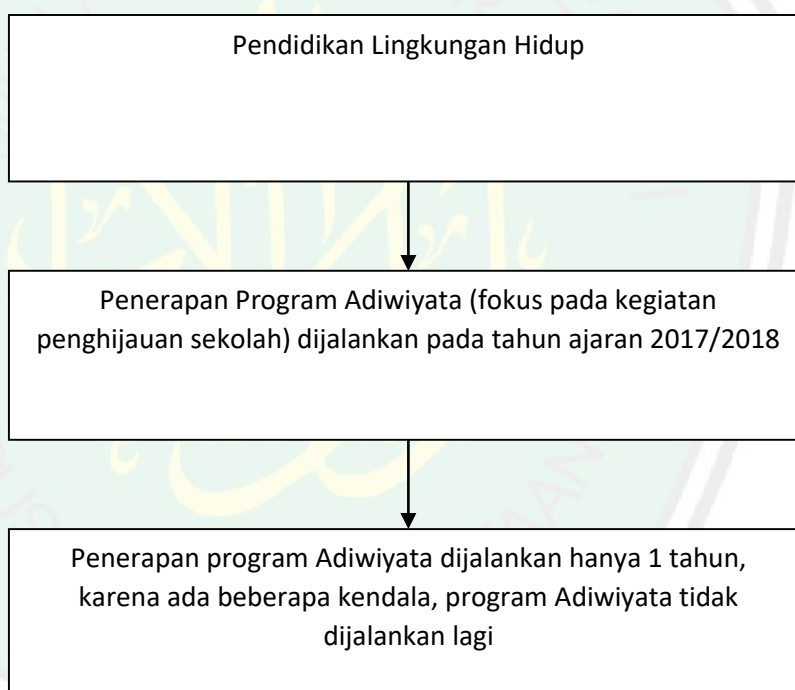 Pendidikan Lingkungan Hidup
Penerapan Program Adiwiyata (fokus pada kegiatan
penghijauan sekolah) dijalankan pada tahun ajaran 2017/2018
Penerapan program Adiwiyata dijalankan hanya 1 tahun,
karena ada beberapa kendala, program Adiwiyata tidak
dijalankan lagi